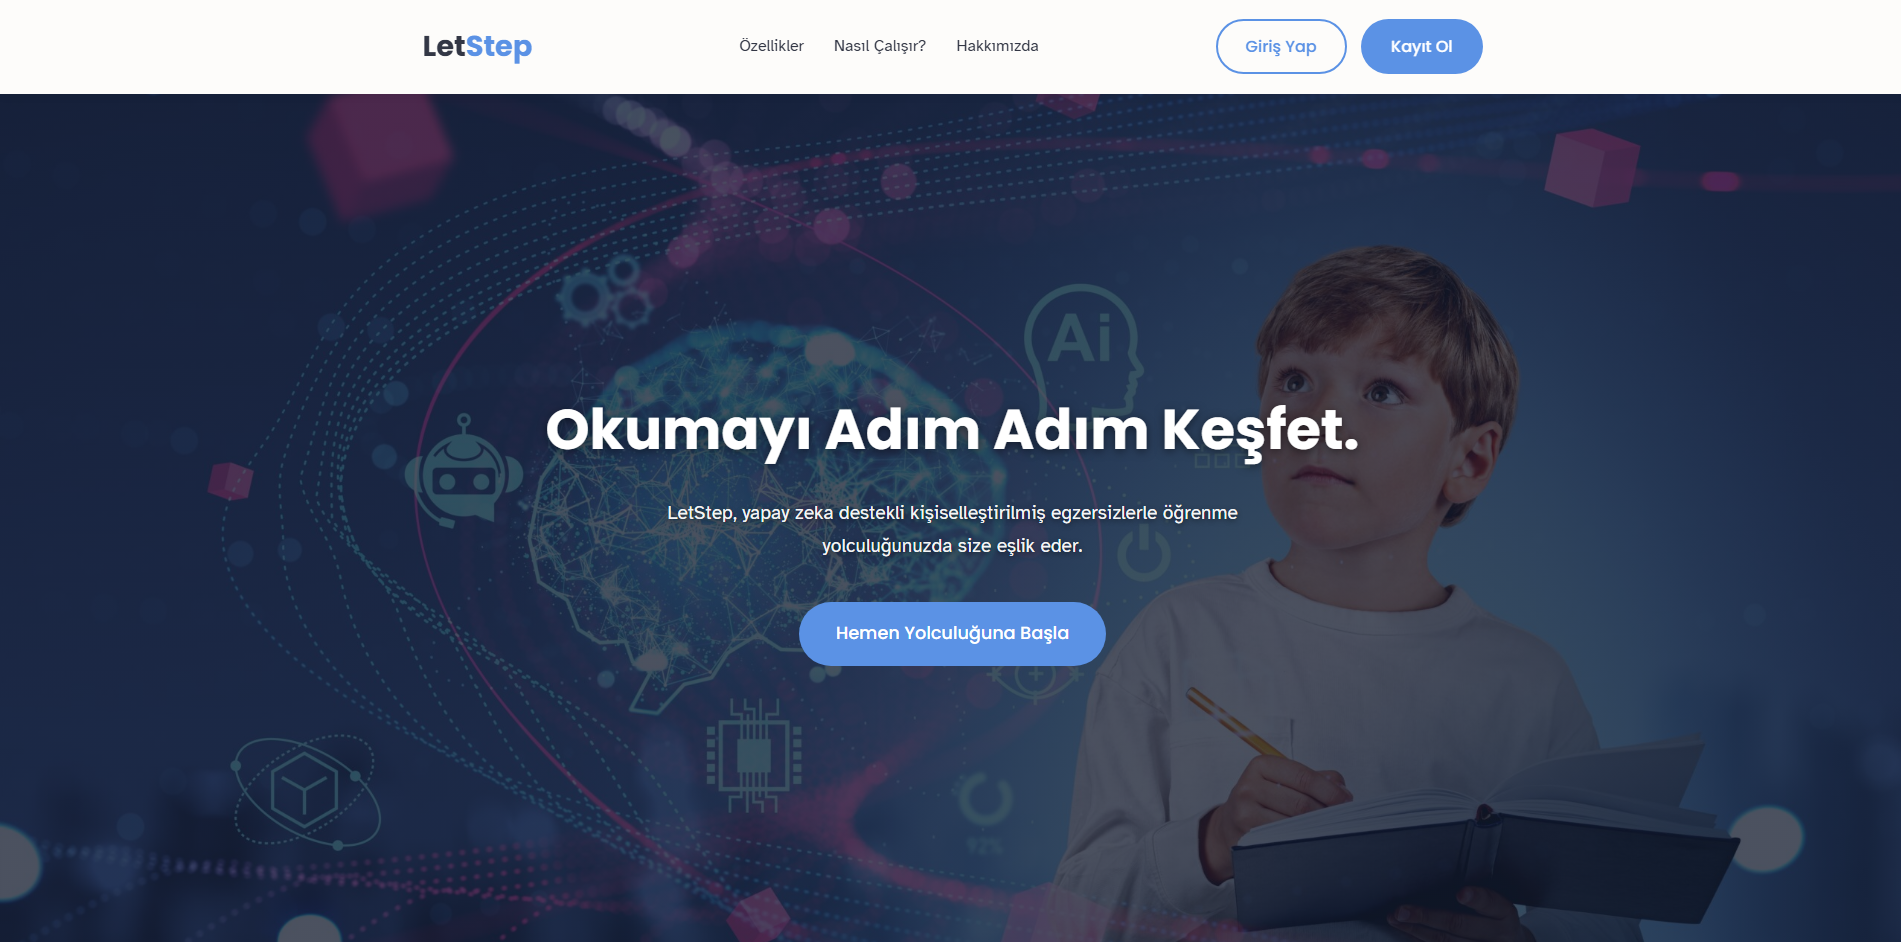 LetStep
Özellikler
Nasıl Çalışır?
Hakkımızda
Giriş Yap
Kayıt Ol
Ai
Okumayı Adım Adım Keşfet.
LetStep, yapay zeka destekli kişiselleştirilmiş egzersizlerle öğrenme
yolculuğunuzda size eşlik eder.
Hemen Yolculuğuna Başla
92%